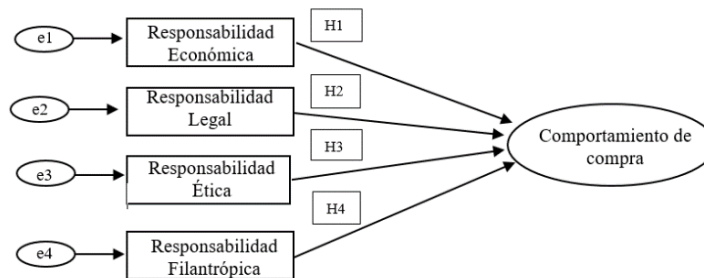 e1
Responsabilidad
Económica
H1
e2
Responsabilidad
Legal
H2
e3
Responsabilidad
Ética
H3
e4
Responsabilidad
Filantrópica
H4
Comportamiento de
compra